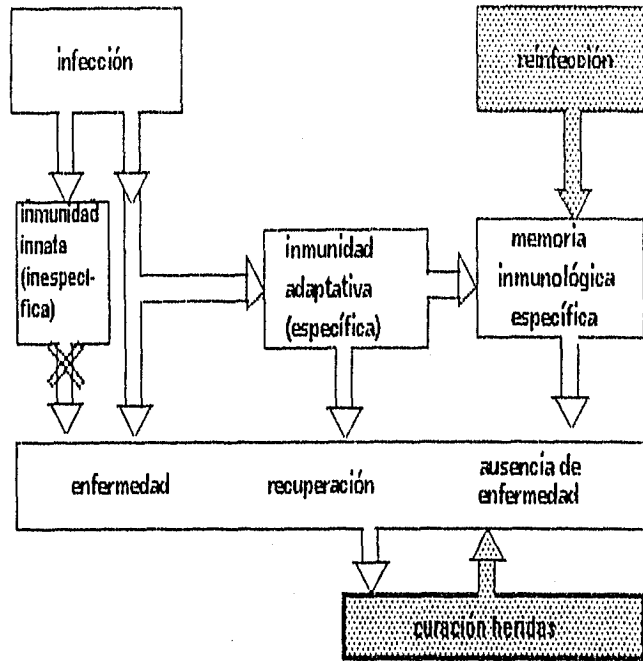 infección
reinfección
inmunidad
innata
(inespecí-
fica)
inmunidad
adaptativa
(específica)
memoria
inmunológica
específica
enfermedad
recuperación
ausencia de
enfermedad
curación heridas